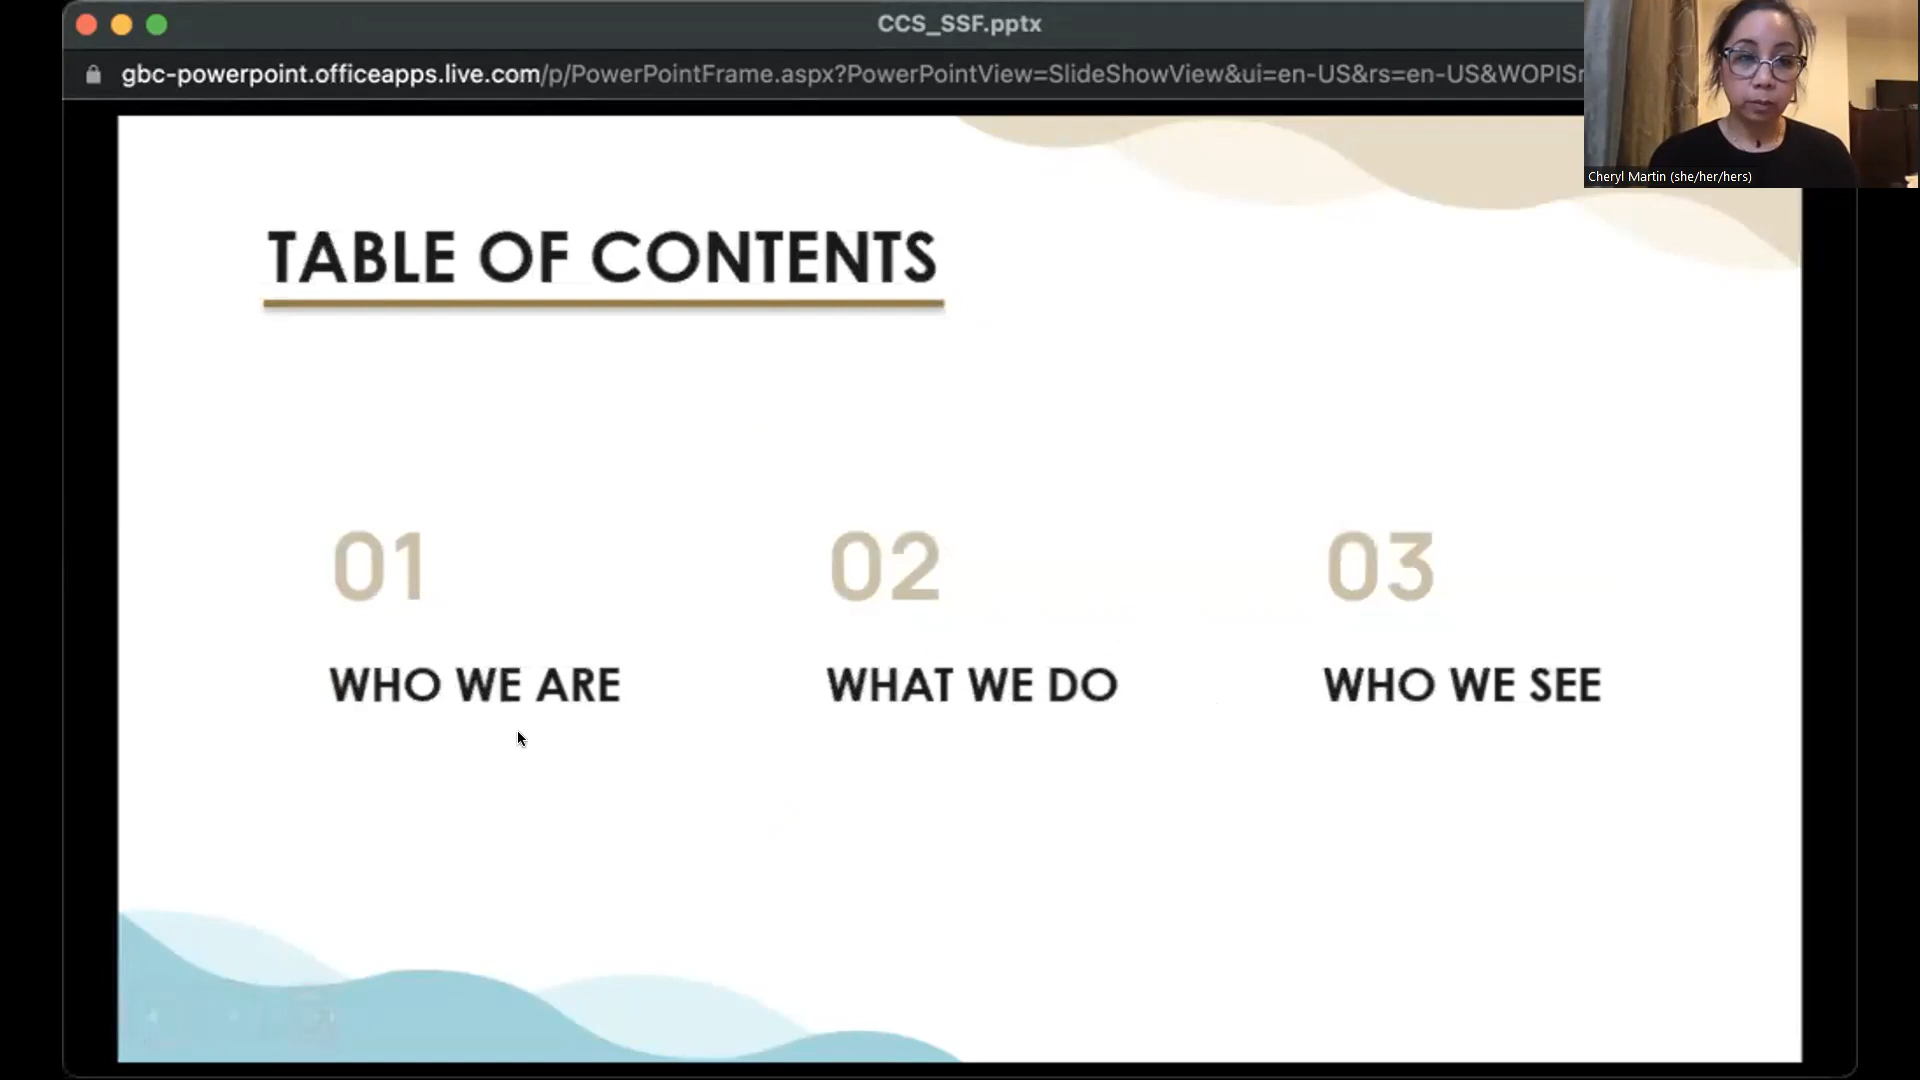 CCS_SSF.pptx
gbc-powerpoint.officeapps.live.com/p/PowerPointFrame.aspx?PowerPointView=SlideShowView&ui=en-US&rs=en-US&WOPISr
Cheryl Martin (she/her/hers)
TABLE OF CONTENTS
01
WHO WE ARE
02
WHAT WE DO
03
WHO WE SEE